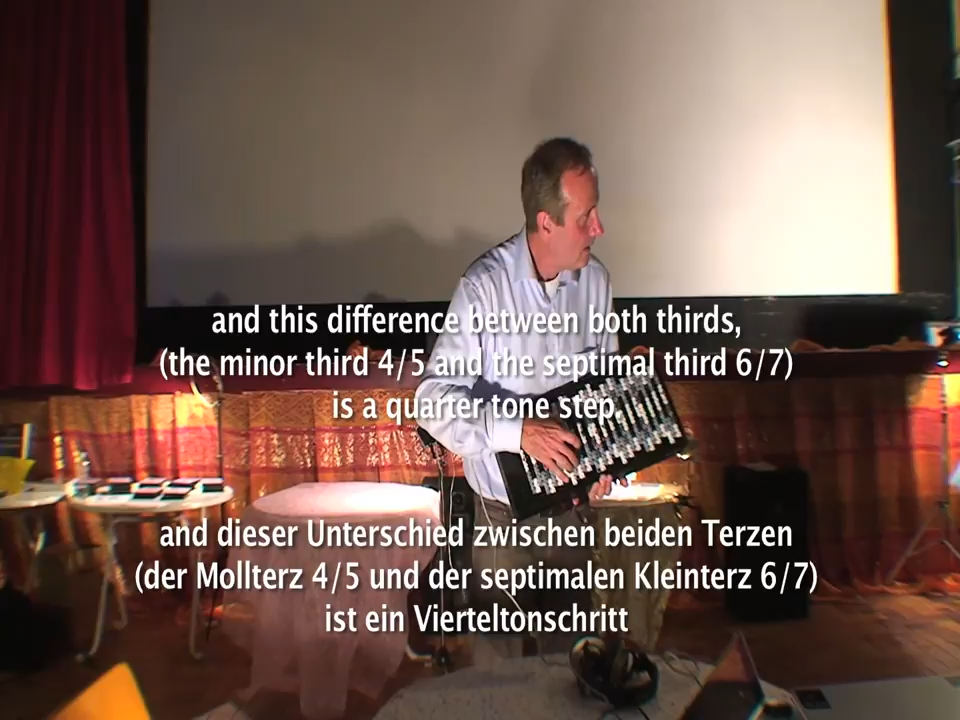 and this difference between both thirds,
(the minor third 4/5 and the septimal third 6/7)
is a quarter tone step.
and dieser Unterschied zwischen beiden Terzen
(der Mollterz 4/5 und der septimalen Kleinterz 6/7)
ist ein Vierteltonschritt